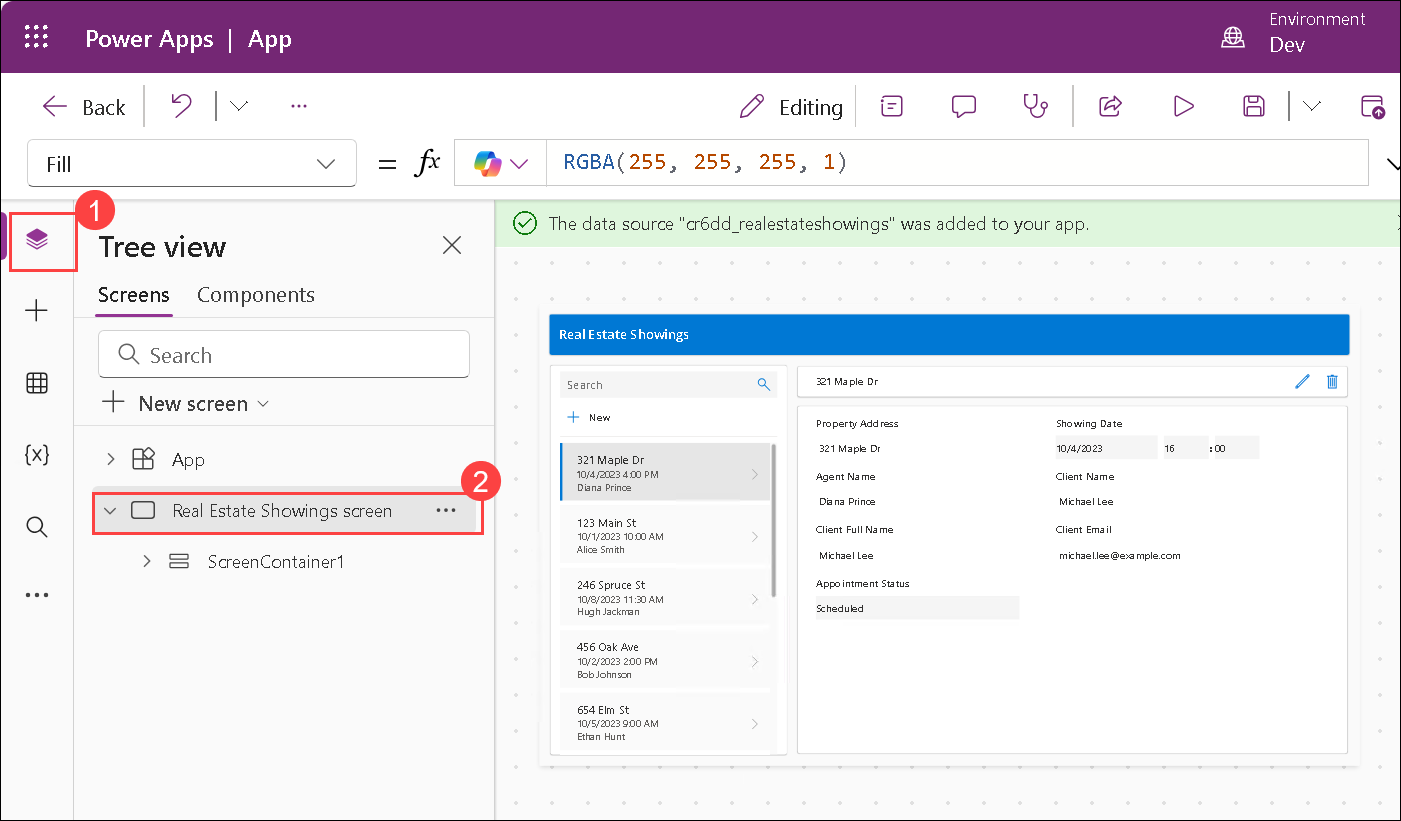 Environment
Power Apps | App
Dev
Back
Editing
Fill
=
fx
RGBA(255, 255, 255, 1)
1
The data source "cr6dd_realestateshowings" was added to your app.
Tree view
Screens
Components
Search
New screen
App
2
Real Estate Showings screen
ScreenContainer1
{x}
Real Estate Showings
Search
New
321 Maple Dr
10/4/2023 4:00 PM
Diana Prince
123 Main St
10/1/2023 10:00 AM
Alice Smith
246 Spruce St
10/8/2023 11:30 AM
Hugh Jackman
456 Oak Ave
10/2/2023 2:00 PM
Bob Johnson
654 Elm St
10/5/2023 9:00 AM
Ethan Hunt
321 Maple Dr
Property Address
Showing Date
321 Maple Dr
10/4/2023
16
:
00
Agent Name
Client Name
Diana Prince
Michael Lee
Client Full Name
Client Email
Michael Lee
michael.lee@example.com
Appointment Status
Scheduled